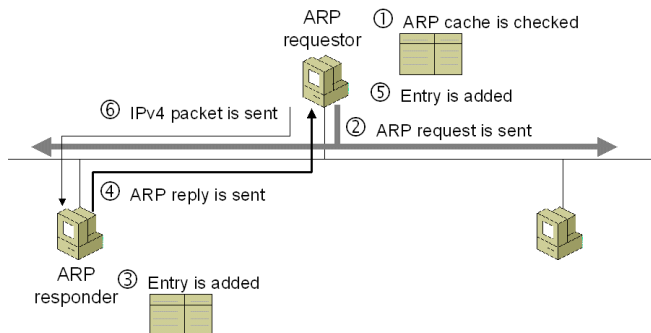 ARP
requestor
① ARP cache is checked
⑤ Entry is added
⑥ IPv4 packet is sent
② ARP request is sent
④ ARP reply is sent
ARP
responder
③ Entry is added